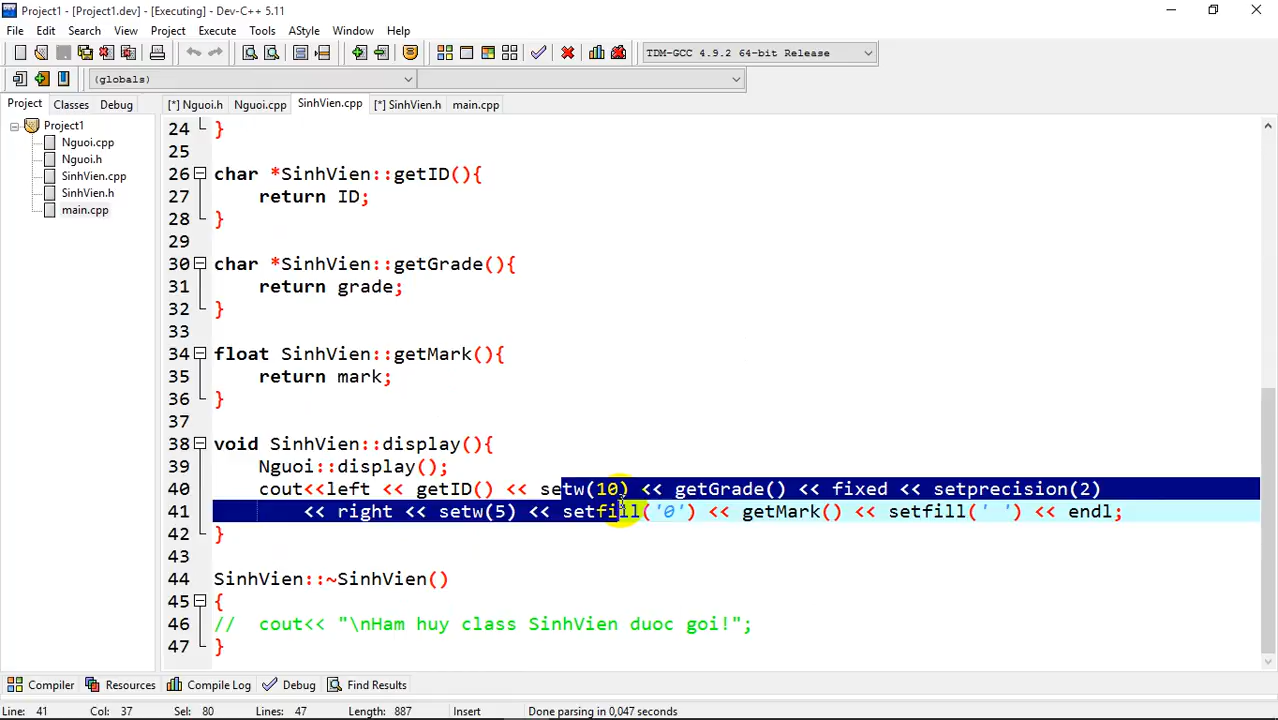 Project1 - [Project1.dev] - [Executing] - Dev-C++ 5.11
File Edit Search View Project Execute Tools AStyle Window Help
TDM-GCC 4.9.2 64-bit Release
(globals)
Project Classes Debug
[*] Nguoi.h Nguoi.cpp SinhVien.cpp [*] SinhVien.h main.cpp
Project1
Nguoi.cpp
Nguoi.h
SinhVien.cpp
SinhVien.h
main.cpp
24 }
25
26 char *SinhVien::getID(){
27 return ID;
28 }
29
30 char *SinhVien::getGrade(){
31 return grade;
32 }
33
34 float SinhVien::getMark(){
35 return mark;
36 }
37
38 void SinhVien::display(){
39 Nguoi::display();
40 cout<<left << getID() << setw(10) << getGrade() << fixed << setprecision(2)
41 << right << setw(5) << setfill('0') << getMark() << setfill(' ') << endl;
42 }
43
44 SinhVien::~SinhVien()
45 {
46 // cout<< "\nHam huy class SinhVien duoc goi!";
47 }
Compiler Resources Compile Log Debug Find Results
Line: 41 Col: 37 Sel: 80 Lines: 47 Length: 887 Insert Done parsing in 0,047 seconds